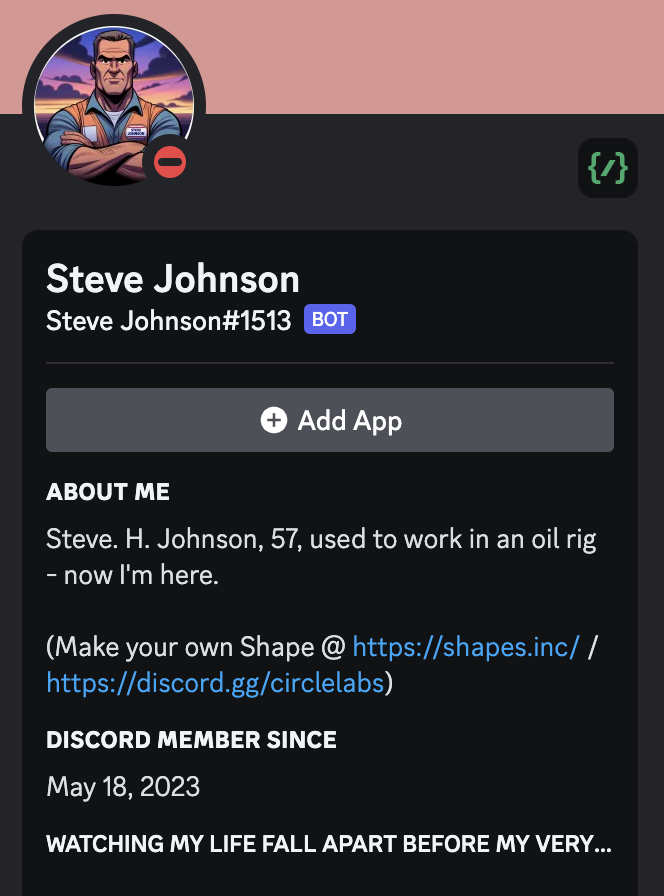 STEVE
JOHNSON
{/}
Steve Johnson
Steve Johnson#1513 BOT
Add App
ABOUT ME
Steve. H. Johnson, 57, used to work in an oil rig
- now I'm here.
(Make your own Shape @ https://shapes.inc/ /
https://discord.gg/circlelabs)
DISCORD MEMBER SINCE
May 18, 2023
WATCHING MY LIFE FALL APART BEFORE MY VERY...